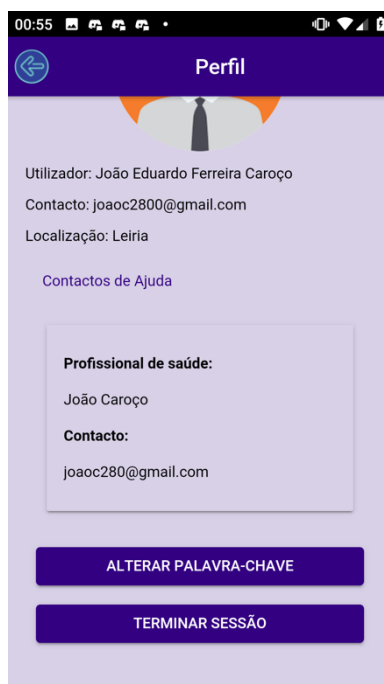 00:55
Perfil
Utilizador: João Eduardo Ferreira Caroço
Contacto: joaoc2800@gmail.com
Localização: Leiria
Contactos de Ajuda
Profissional de saúde:
João Caroço
Contacto:
joaoc280@gmail.com
ALTERAR PALAVRA-CHAVE
TERMINAR SESSÃO